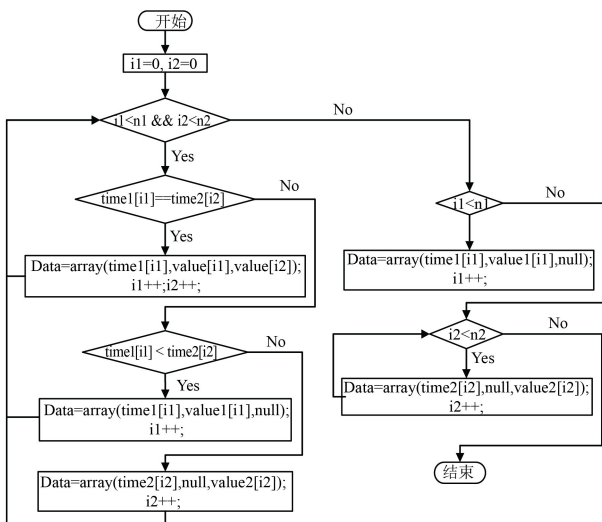 开始
i1=0, i2=0
i1<n1 && i2<n2
No
Yes
time1[i1]==time2[i2]
No
Yes
Data=array(time1[i1],value[i1],value[i2]);
i1++;i2++;
time1[i1] < time2[i2]
No
Yes
Data=array(time1[i1],value1[i1],null);
i1++;
Data=array(time2[i2],null,value2[i2]);
i2++;
i1<n1
No
Data=array(time1[i1],value1[i1],null);
i1++;
i2<n2
No
Yes
Data=array(time2[i2],null,value2[i2]);
i2++;
结束